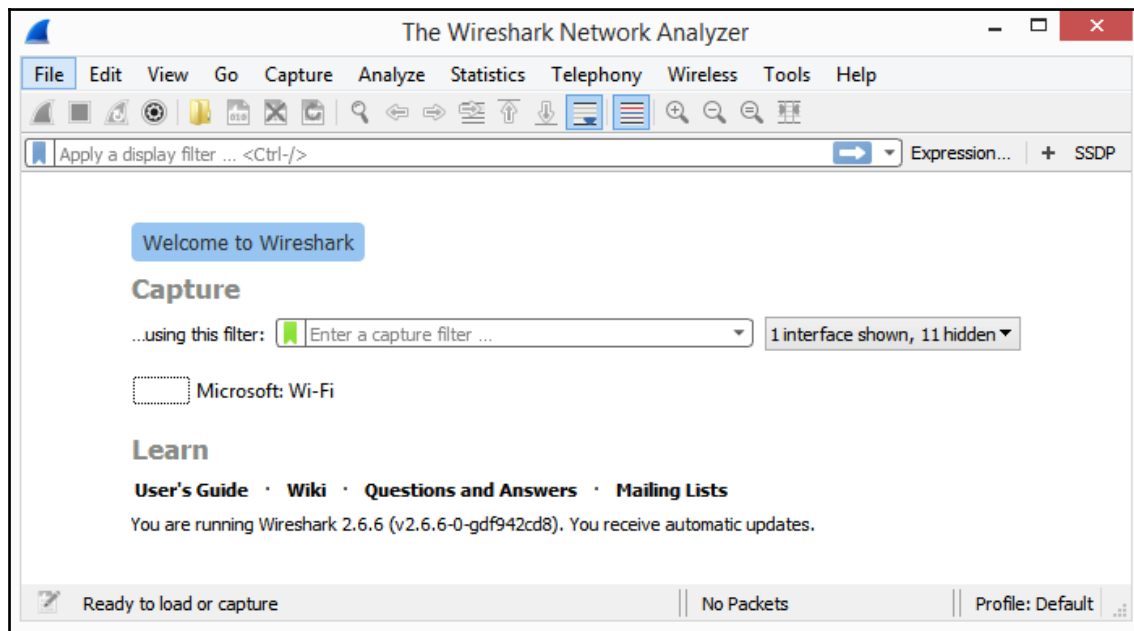 The Wireshark Network Analyzer
File Edit View Go Capture Analyze Statistics Telephony Wireless Tools Help
Apply a display filter ... <Ctrl-/> Expression... + SSDP
Welcome to Wireshark
Capture
...using this filter: Enter a capture filter ... 1 interface shown, 11 hidden
Microsoft: Wi-Fi
Learn
User's Guide · Wiki · Questions and Answers · Mailing Lists
You are running Wireshark 2.6.6 (v2.6.6-0-gdf942cd8). You receive automatic updates.
Ready to load or capture No Packets Profile: Default